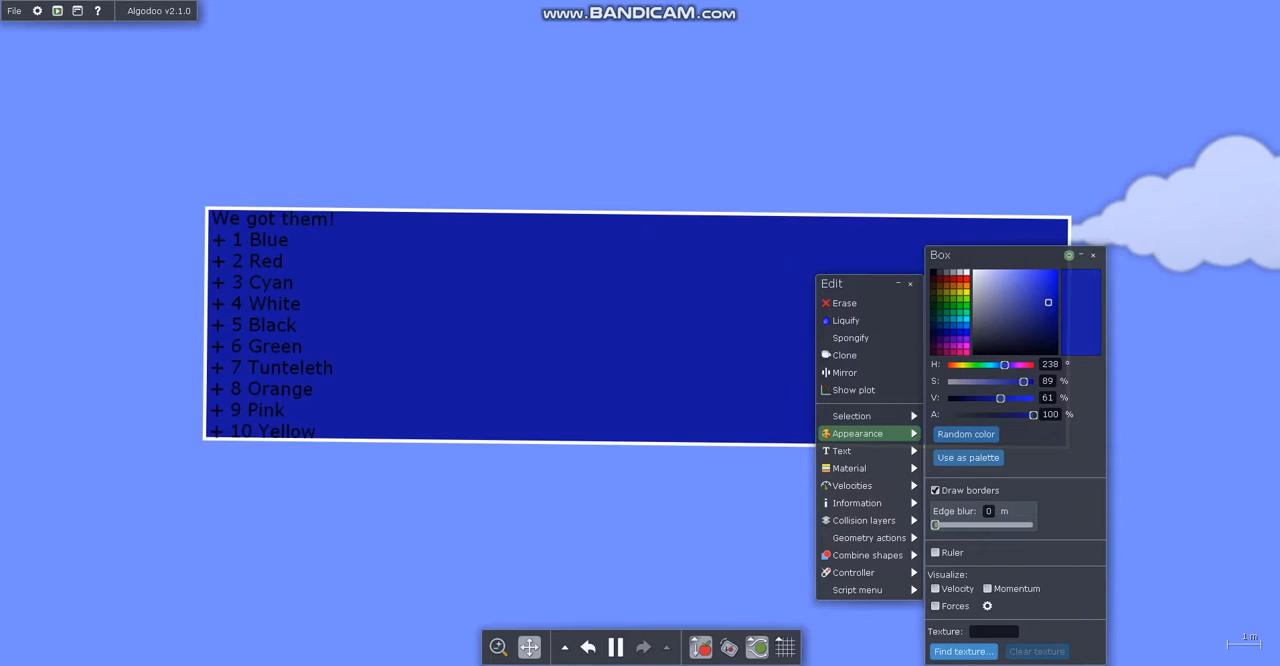 File
?
Algodoo v2.1.0
www.BANDICAM.com
We got them!
+ 1 Blue
+ 2 Red
+ 3 Cyan
+ 4 White
+ 5 Black
+ 6 Green
+ 7 Tunteleth
+ 8 Orange
+ 9 Pink
+ 10 Yellow
Edit
Erase
Liquify
Spongify
Clone
Mirror
Show plot
Selection
Appearance
Text
Material
Velocities
Information
Collision layers
Geometry actions
Combine shapes
Controller
Script menu
Box
H: 238 °
S: 89 %
V: 61 %
A: 100 %
Random color
Use as palette
Draw borders
Edge blur: 0 m
Ruler
Visualize:
Velocity Momentum
Forces
Texture:
Find texture... Clear texture
1 m